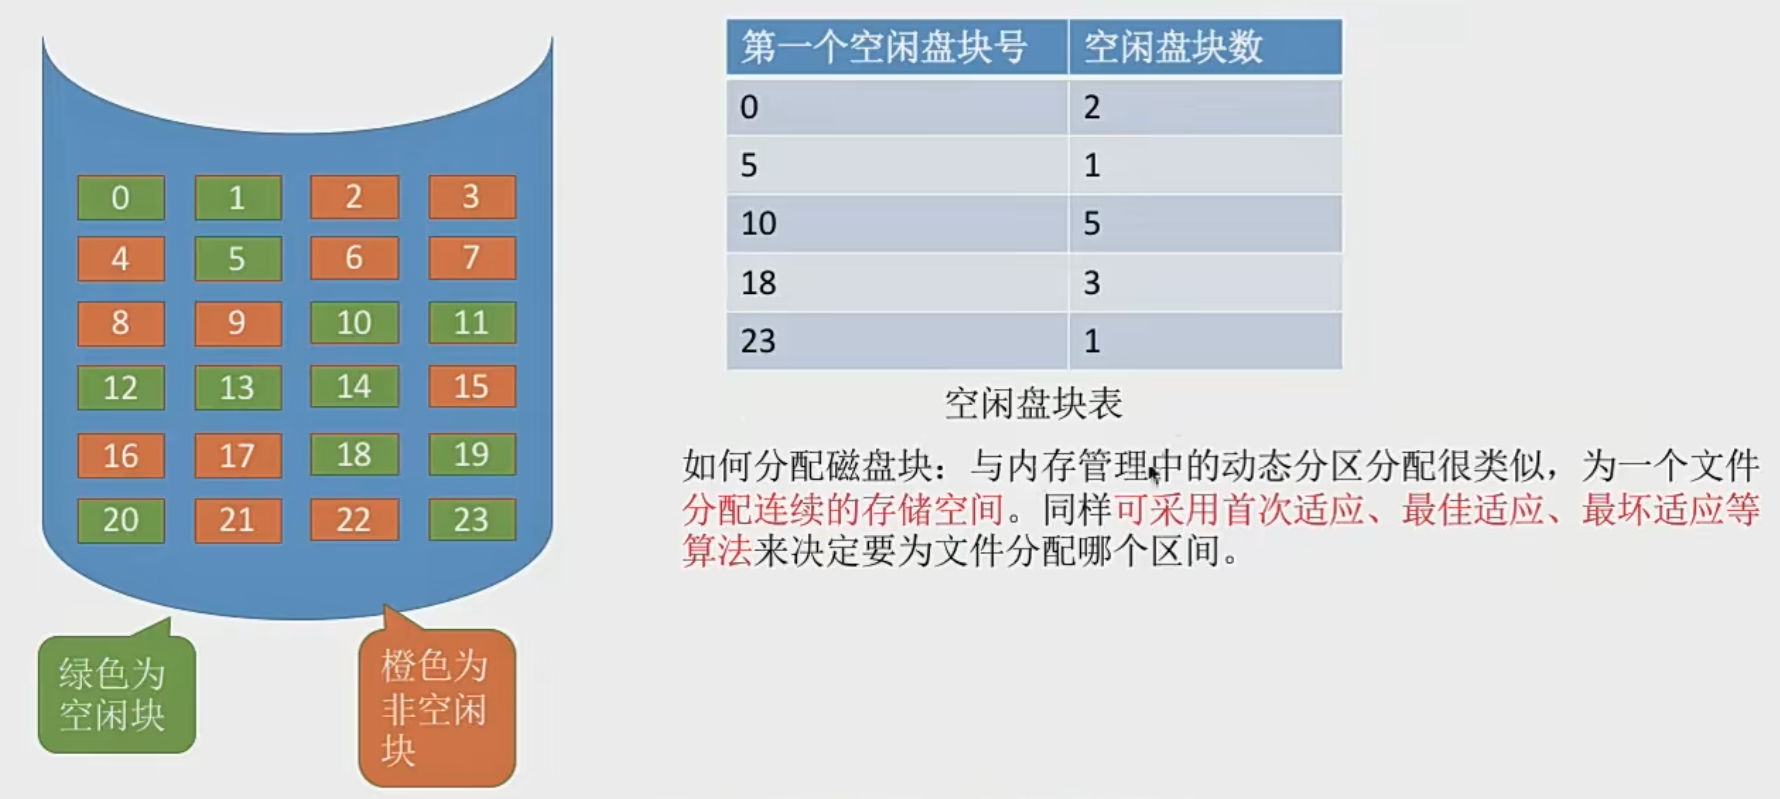 0 1 2 3
4 5 6 7
8 9 10 11
12 13 14 15
16 17 18 19
20 21 22 23
绿色为
空闲块
橙色为
非空闲
块
第一个空闲盘块号 空闲盘块数
0 2
5 1
10 5
18 3
23 1
空闲盘块表
如何分配磁盘块：与内存管理中的动态分区分配很类似，为一个文件
分配连续的存储空间。同样可采用首次适应、最佳适应、最坏适应等
算法来决定要为文件分配哪个区间。